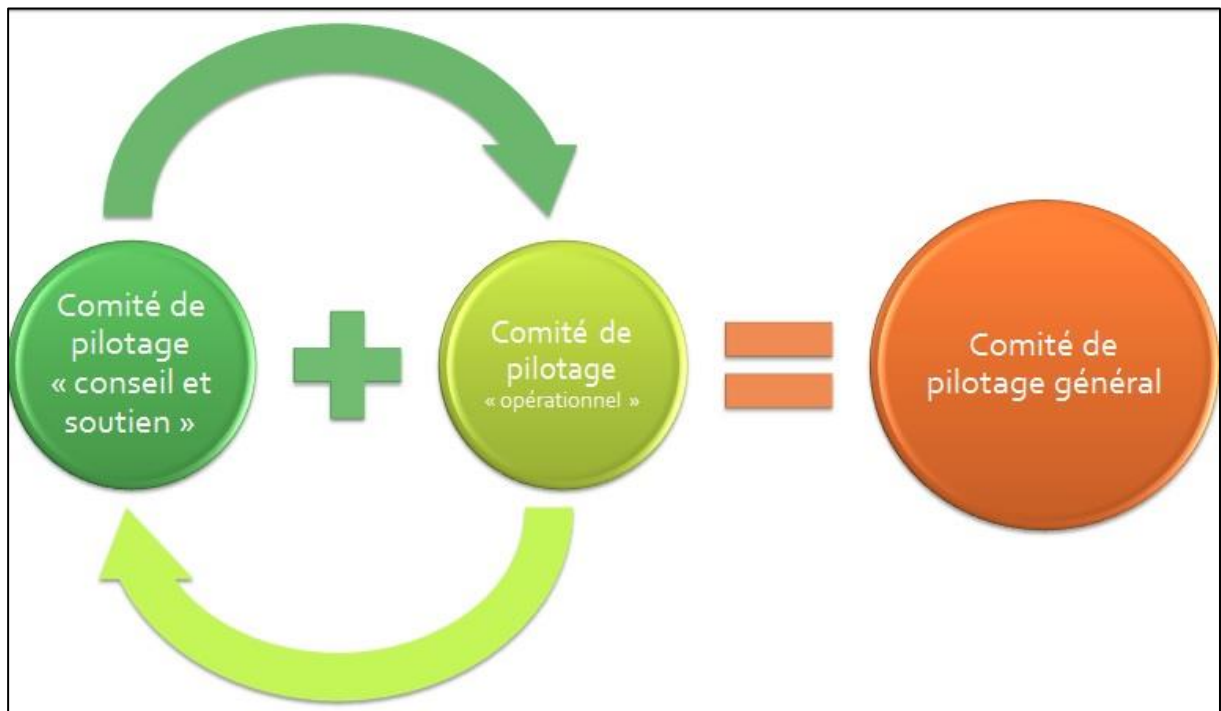 Comité de
pilotage
« conseil et
soutien »
Comité de
pilotage
« opérationnel »
Comité de
pilotage général